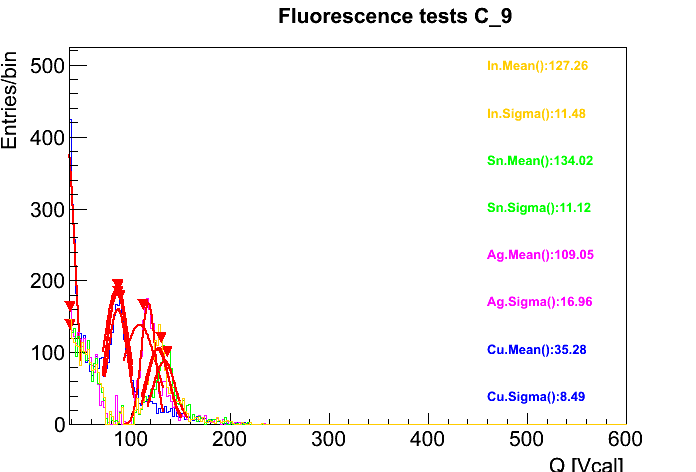 Fluorescence tests C_9
Entries/bin
500
400
300
200
100
0
In.Mean():127.26
In.Sigma():11.48
Sn.Mean():134.02
Sn.Sigma():11.12
Ag.Mean():109.05
Ag.Sigma():16.96
Cu.Mean():35.28
Cu.Sigma():8.49
100 200 300 400 500 600
Q [Vcal]